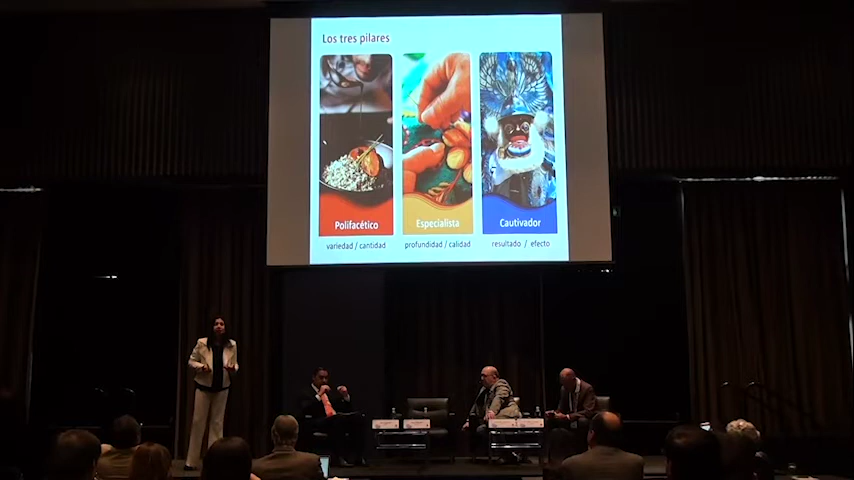 Los tres pilares
Polifacético
Especialista
Cautivador
variedad / cantidad
profundidad / calidad
resultado / efecto